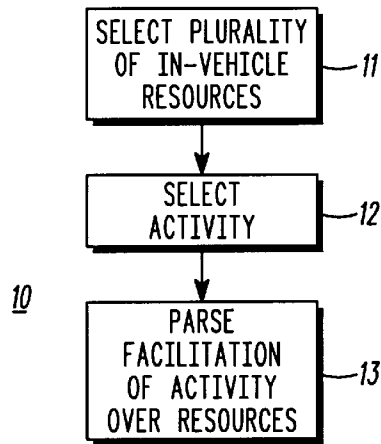 SELECT PLURALITY
OF IN-VEHICLE
RESOURCES
11
SELECT
ACTIVITY
12
10
PARSE
FACILITATION
OF ACTIVITY
OVER RESOURCES
13